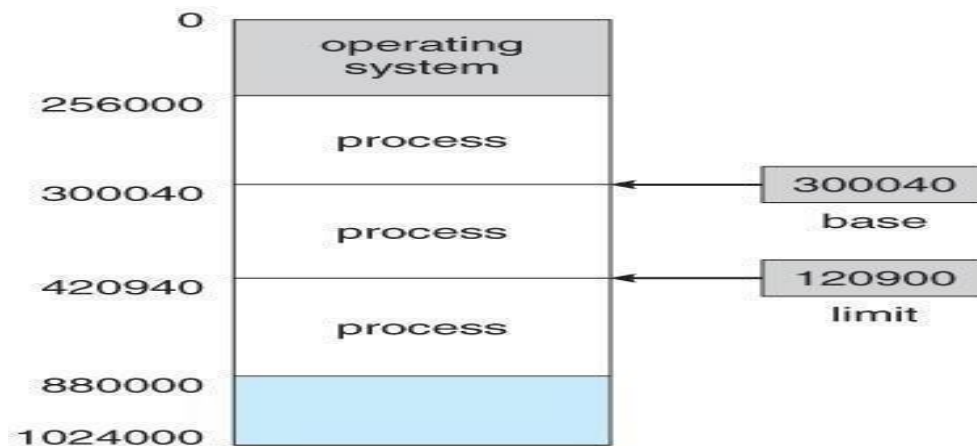 0
operating
system
256000
process
300040
300040
base
process
420940
120900
limit
process
880000
1024000